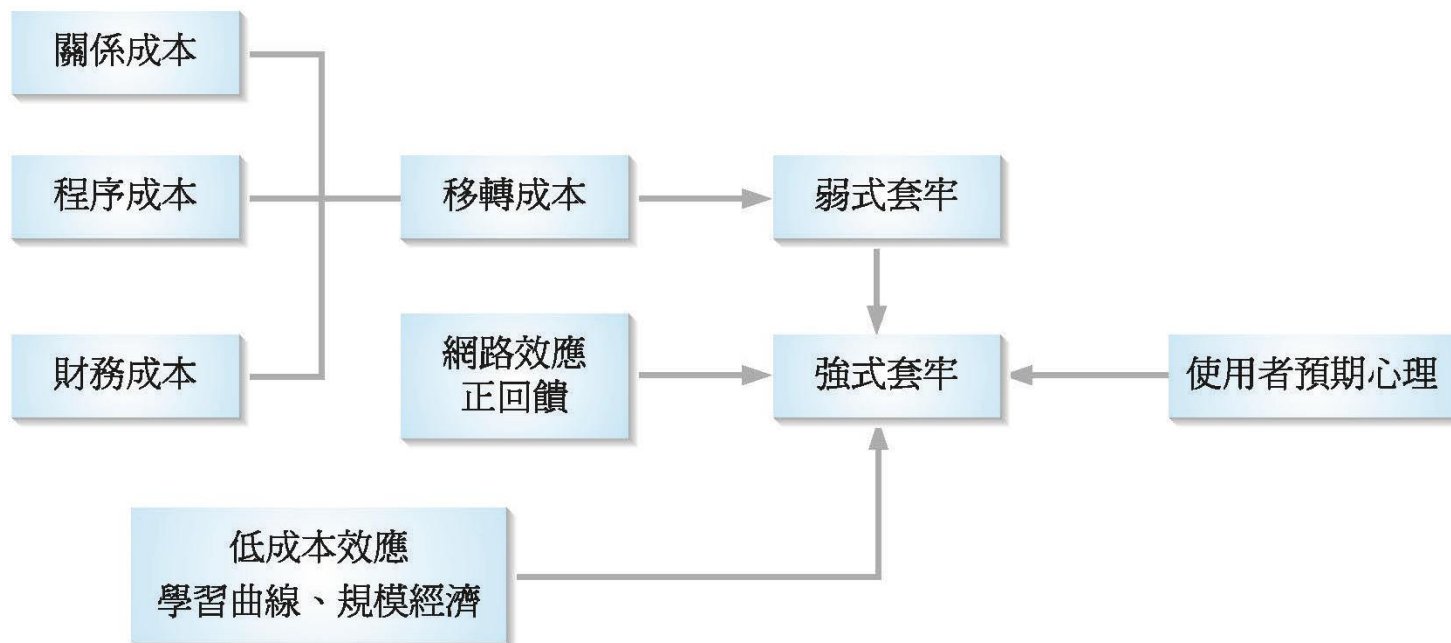 關係成本
程序成本
移轉成本
弱式套牢
財務成本
網路效應
正回饋
強式套牢
使用者預期心理
低成本效應
學習曲線、規模經濟